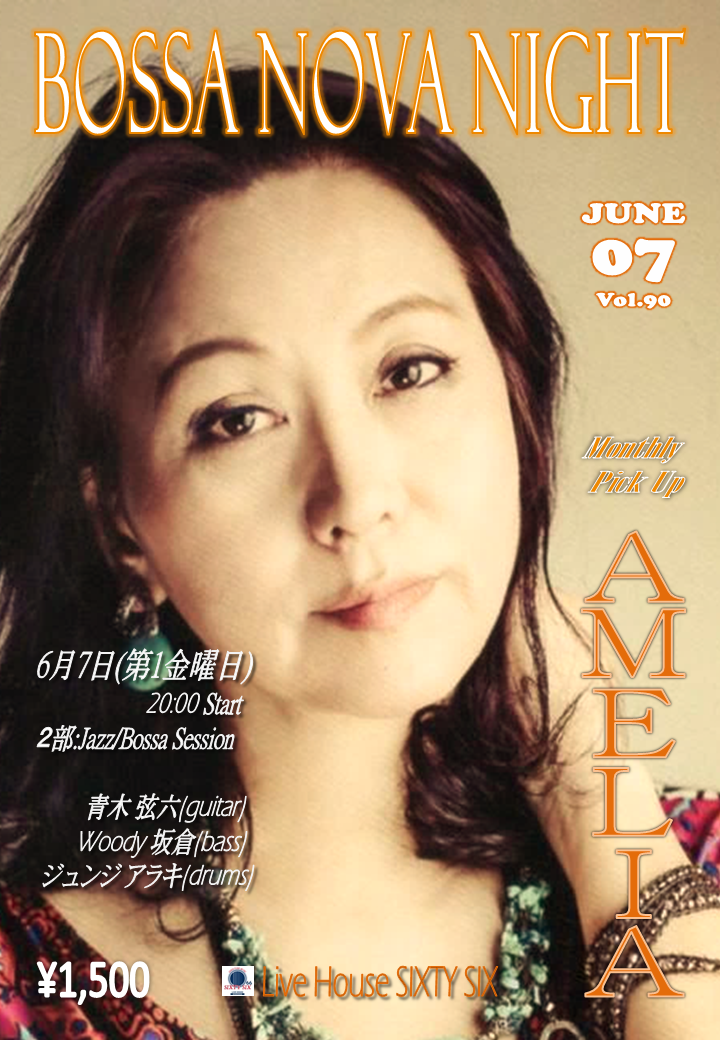 BOSSA NOVA NIGHT
JUNE
07
Vol.90
Monthly
Pick Up
AMELIA
6月7日(第1金曜日)
20:00 Start
2部:Jazz/Bossa Session
青木 弦六(guitar)
Woody 坂倉(bass)
ジュンジ アラキ(drums)
¥1,500
SIXTY SIX
Live House SIXTY SIX